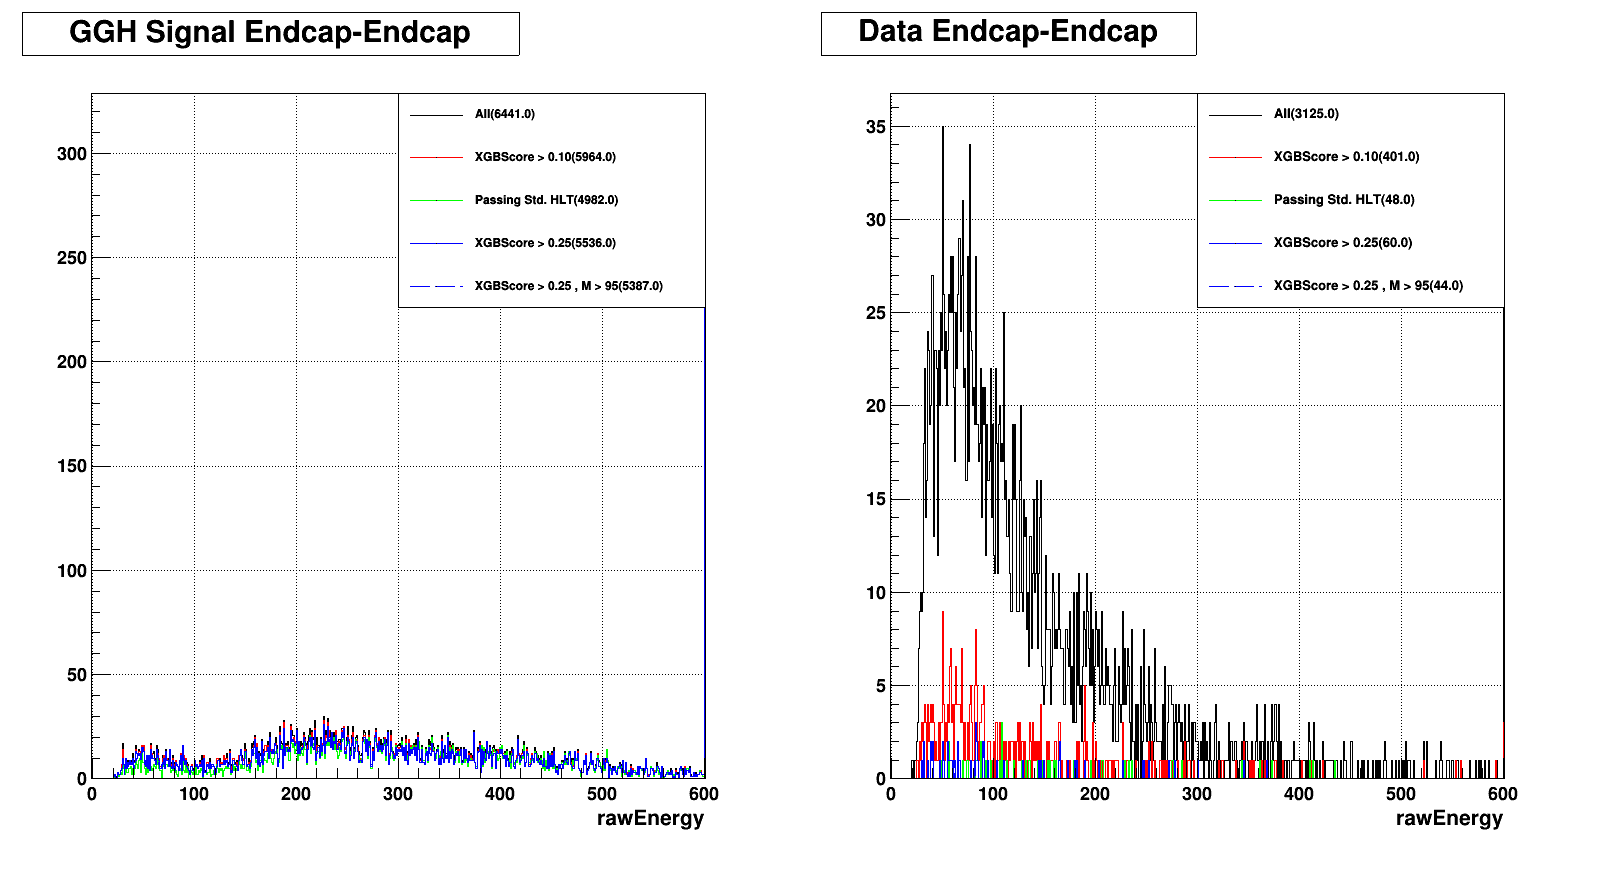 GGH Signal Endcap-Endcap
All(6441.0)
XGBScore > 0.10(5964.0)
Passing Std. HLT(4982.0)
XGBScore > 0.25(5536.0)
XGBScore > 0.25 , M > 95(5387.0)
300
250
200
150
100
50
0
0 100 200 300 400 500 600
rawEnergy
Data Endcap-Endcap
All(3125.0)
XGBScore > 0.10(401.0)
Passing Std. HLT(48.0)
XGBScore > 0.25(60.0)
XGBScore > 0.25 , M > 95(44.0)
35
30
25
20
15
10
5
0
0 100 200 300 400 500 600
rawEnergy